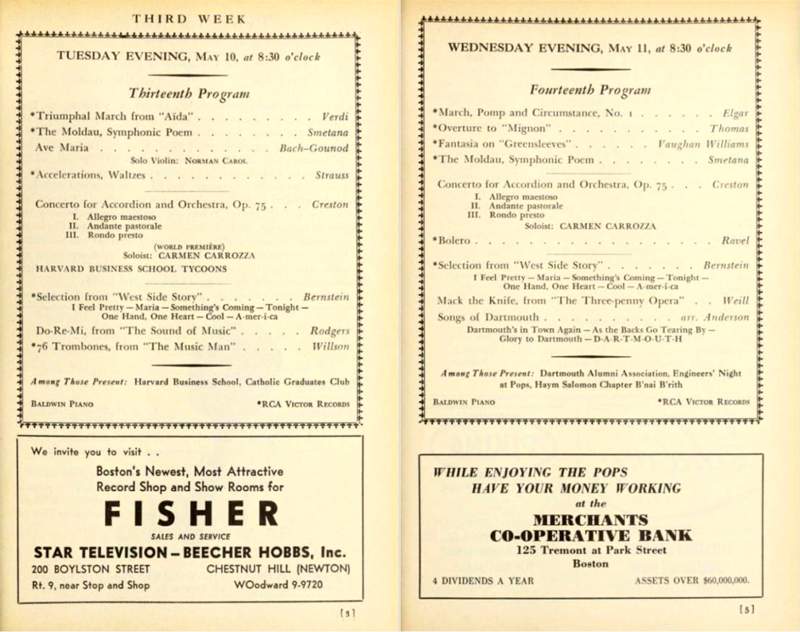 THIRD WEEK
TUESDAY EVENING, MAY 10, at 8:30 o'clock
Thirteenth Program
*Triumphal March from "Aïda" . . . . . . . . . Verdi
*The Moldau, Symphonic Poem . . . . . . . . Smetana
Ave Maria . . . . . . . . . . . . . Bach–Gounod
Solo Violin: NORMAN CAROL
*Accelerations, Waltzes . . . . . . . . . . . Strauss
Concerto for Accordion and Orchestra, Op. 75 . . . Creston
I. Allegro maestoso
II. Andante pastorale
III. Rondo presto
(WORLD PREMIÈRE)
Soloist: CARMEN CARROZZA
HARVARD BUSINESS SCHOOL TYCOONS
*Selection from "West Side Story" . . . . . . . Bernstein
I Feel Pretty – Maria – Something's Coming – Tonight –
One Hand, One Heart – Cool – A-mer-i-ca
Do-Re-Mi, from "The Sound of Music" . . . . . Rodgers
*76 Trombones, from "The Music Man" . . . . . Willson
Among Those Present: Harvard Business School, Catholic Graduates Club
BALDWIN PIANO *RCA VICTOR RECORDS
We invite you to visit . .
Boston's Newest, Most Attractive
Record Shop and Show Rooms for
FISHER
SALES AND SERVICE
STAR TELEVISION – BEECHER HOBBS, Inc.
200 BOYLSTON STREET CHESTNUT HILL (NEWTON)
Rt. 9, near Stop and Shop WOodward 9-9720
[3]
WEDNESDAY EVENING, MAY 11, at 8:30 o'clock
Fourteenth Program
*March, Pomp and Circumstance, No. 1 . . . . . . Elgar
*Overture to "Mignon" . . . . . . . . . . . Thomas
*Fantasia on "Greensleeves" . . . . . . Vaughan Williams
*The Moldau, Symphonic Poem . . . . . . . . Smetana
Concerto for Accordion and Orchestra, Op. 75 . . . Creston
I. Allegro maestoso
II. Andante pastorale
III. Rondo presto
Soloist: CARMEN CARROZZA
*Bolero . . . . . . . . . . . . . . . . . Ravel
*Selection from "West Side Story" . . . . . . . Bernstein
I Feel Pretty – Maria – Something's Coming – Tonight –
One Hand, One Heart – Cool – A-mer-i-ca
Mack the Knife, from "The Three-penny Opera" . . Weill
Songs of Dartmouth . . . . . . . . . . arr. Anderson
Dartmouth's in Town Again – As the Backs Go Tearing By –
Glory to Dartmouth – D-A-R-T-M-O-U-T-H
Among Those Present: Dartmouth Alumni Association, Engineers' Night
at Pops, Haym Salomon Chapter B'nai B'rith
BALDWIN PIANO *RCA VICTOR RECORDS
WHILE ENJOYING THE POPS
HAVE YOUR MONEY WORKING
at the
MERCHANTS
CO-OPERATIVE BANK
125 Tremont at Park Street
Boston
4 DIVIDENDS A YEAR ASSETS OVER $60,000,000.
[5]